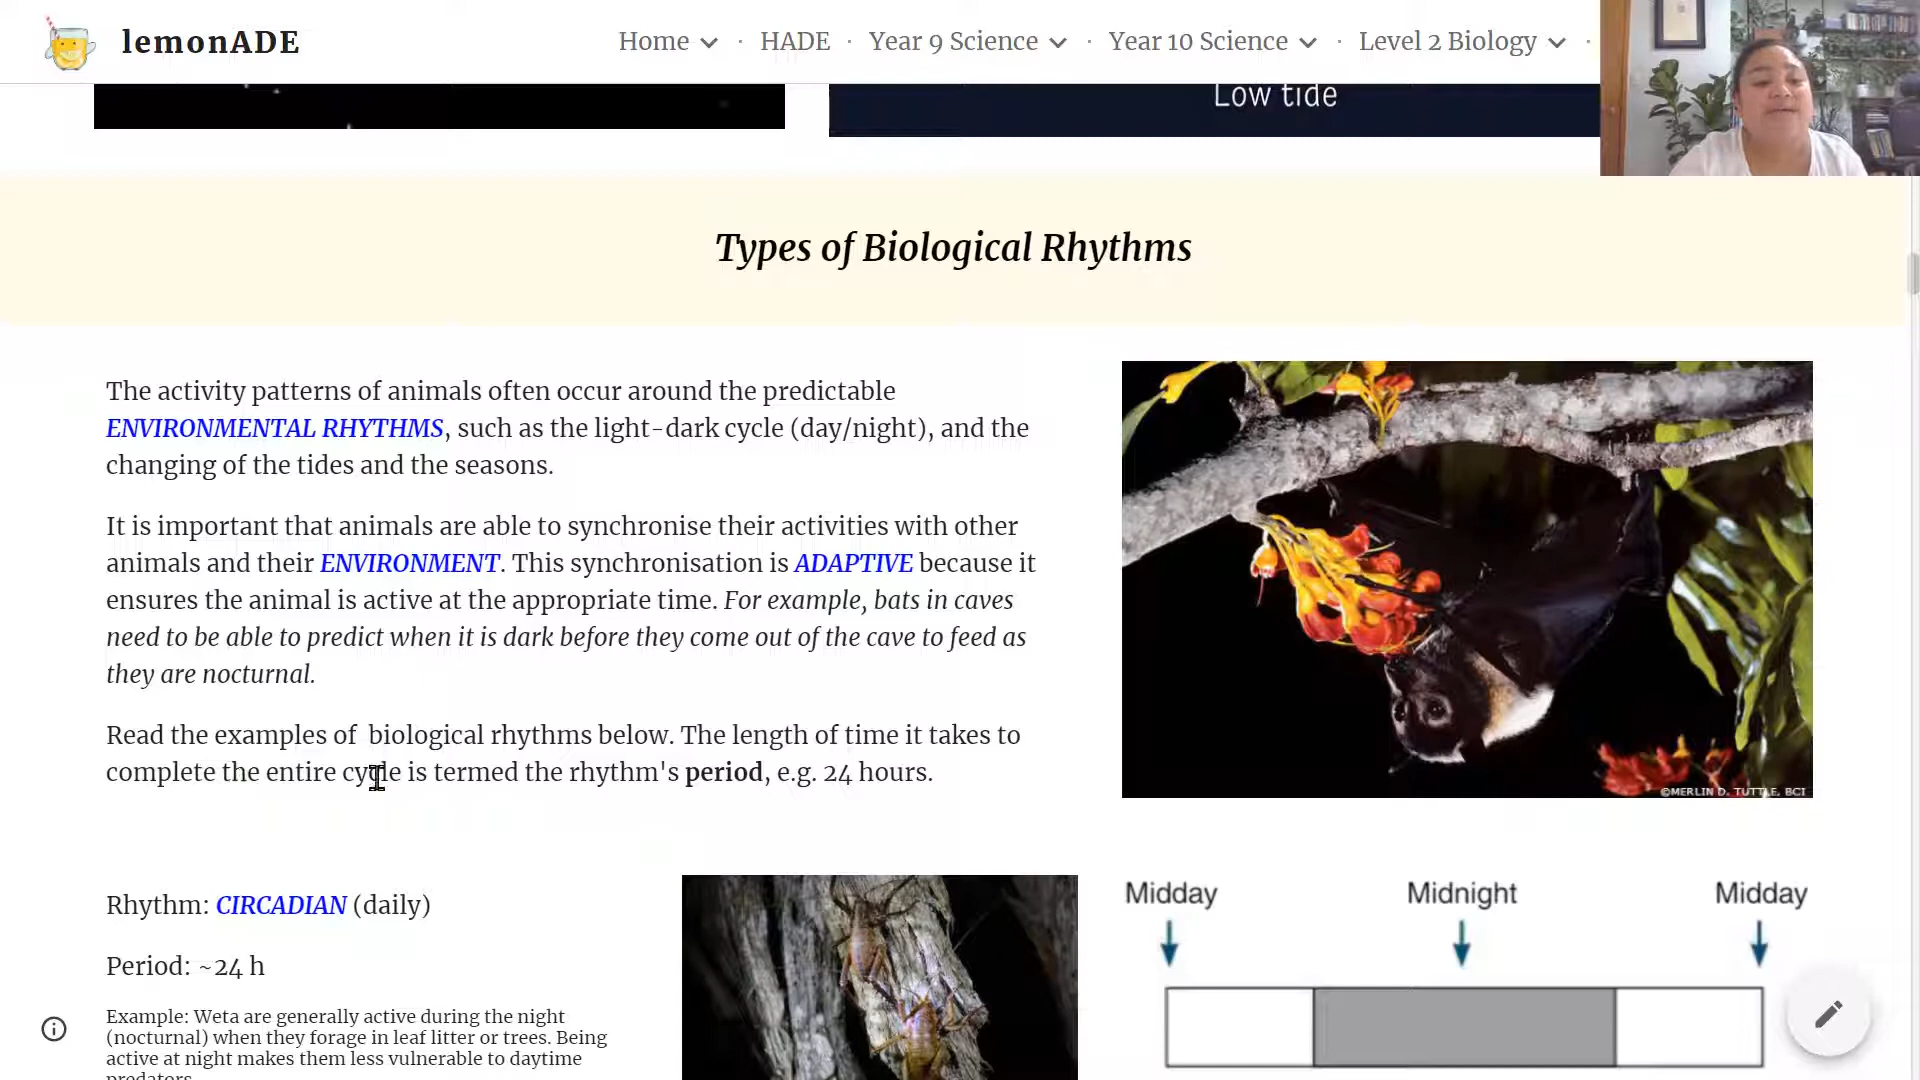 lemonADE
Home · HADE · Year 9 Science · Year 10 Science · Level 2 Biology ·
Low tide
Types of Biological Rhythms
The activity patterns of animals often occur around the predictable
ENVIRONMENTAL RHYTHMS, such as the light-dark cycle (day/night), and the
changing of the tides and the seasons.
It is important that animals are able to synchronise their activities with other
animals and their ENVIRONMENT. This synchronisation is ADAPTIVE because it
ensures the animal is active at the appropriate time. For example, bats in caves
need to be able to predict when it is dark before they come out of the cave to feed as
they are nocturnal.
Read the examples of biological rhythms below. The length of time it takes to
complete the entire cycle is termed the rhythm's period, e.g. 24 hours.
©MERLIN D. TUTTLE, BCI
Rhythm: CIRCADIAN (daily)
Period: ~24 h
Example: Weta are generally active during the night
(nocturnal) when they forage in leaf litter or trees. Being
active at night makes them less vulnerable to daytime
predators.
Midday Midnight Midday